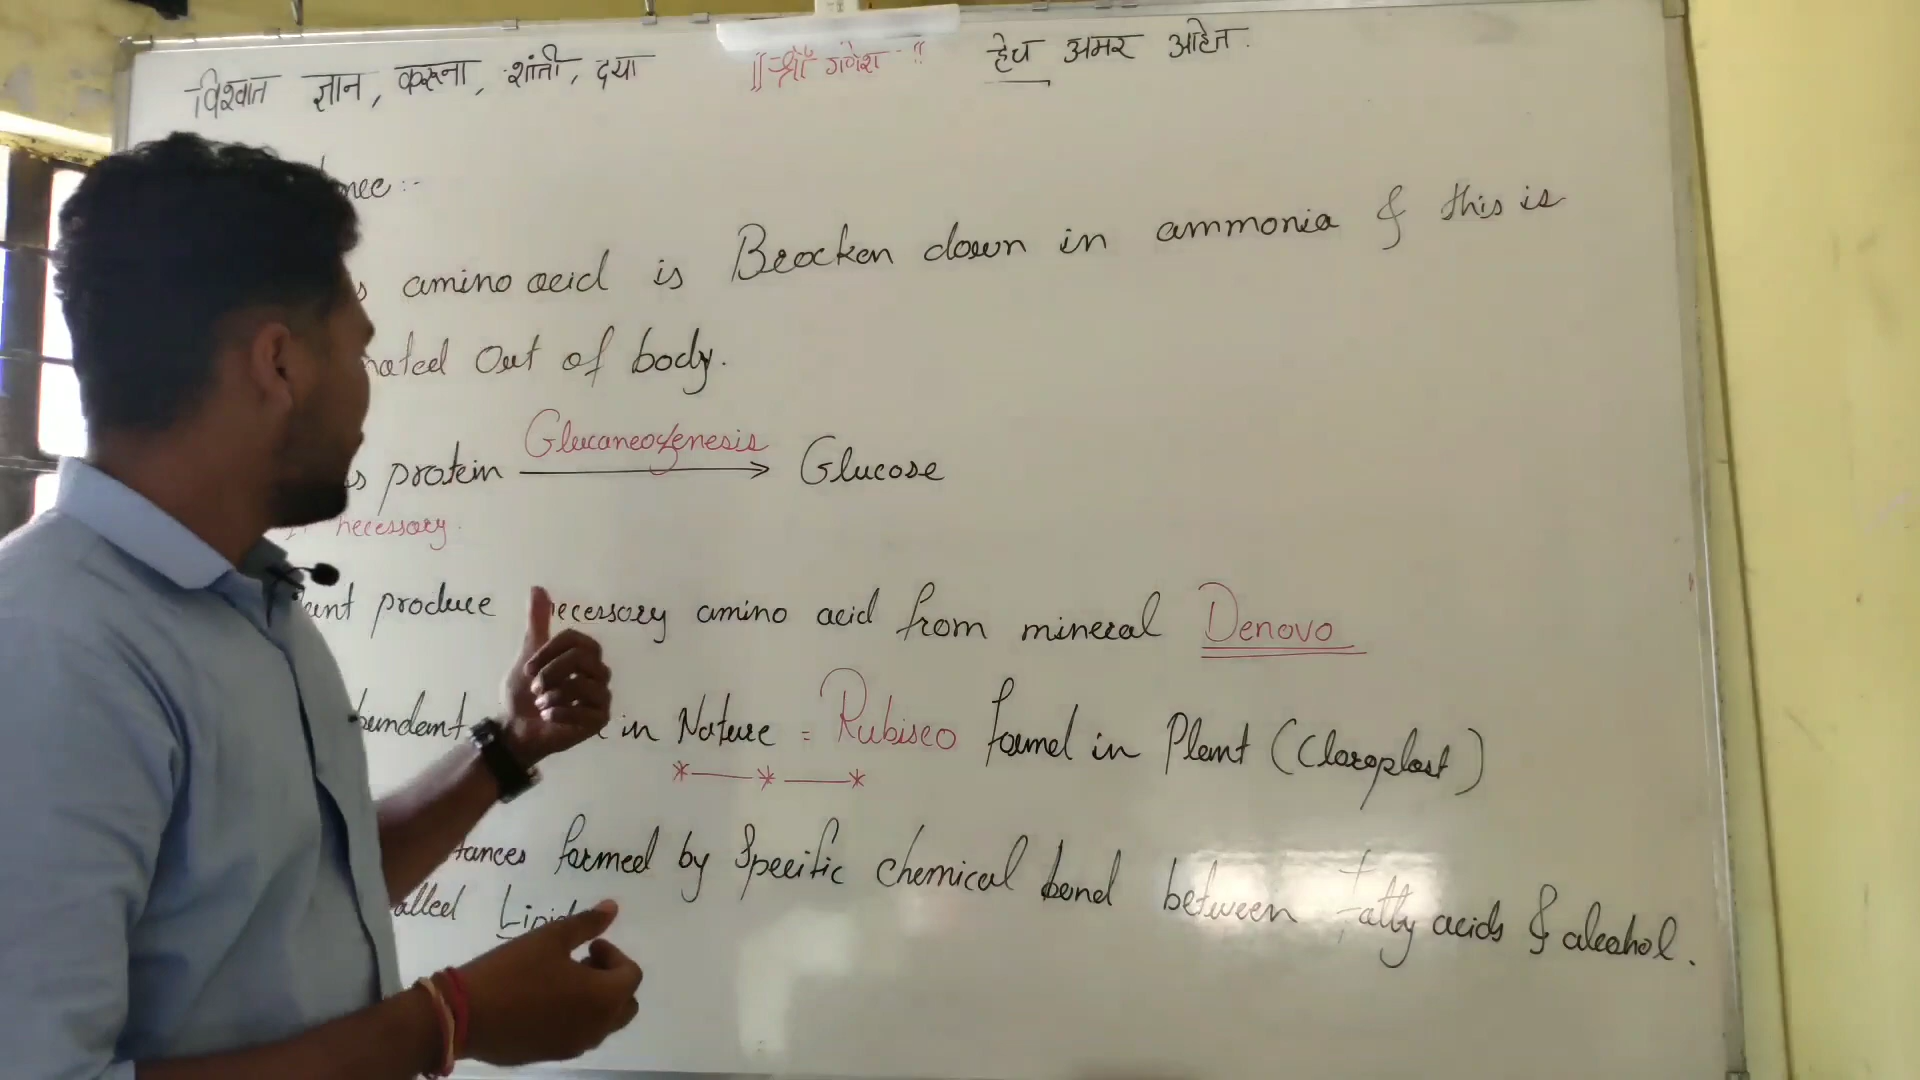 विश्वात ज्ञान, करूना, शांती, दया ॥ श्री गणेश ॥ हेच अमर आहेत.
amino acid is Brocken down in ammonia & this is
Out of body.
protein Glucaneogenesis Glucose
necessary.
produce necessary amino acid from mineral Denovo
in Nature = Rubisco found in Plant (Cloroplast)
formed by Specific chemical bond between Fatty acids & alcohol.